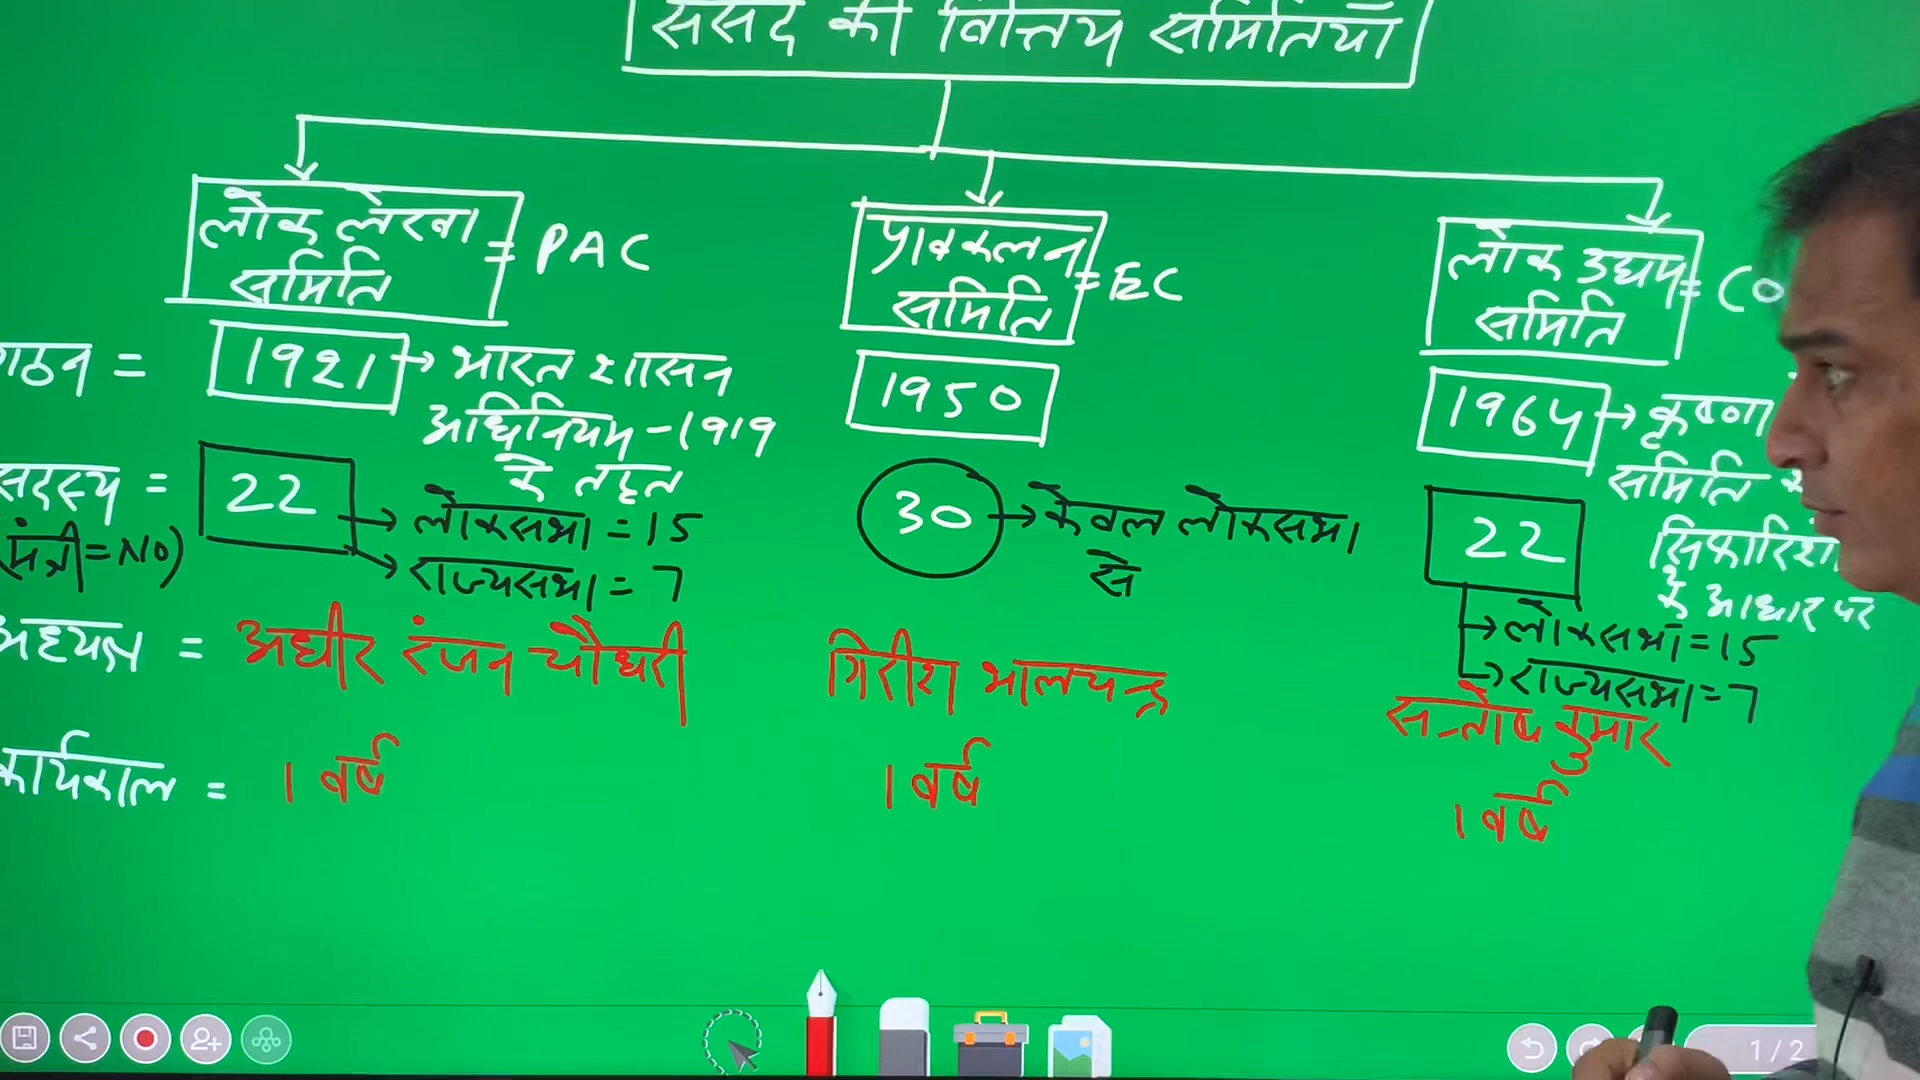 संसद की वित्तिय समितियाँ
लोक लेखा समिति = PAC
प्राक्कलन समिति = EC
लोक उद्यम समिति = CO
गठन =
1921 → भारत शासन अधिनियम-1919 के तहत
1950
1964 → कृष्णा समिति
सिफारिश
के आधार पर
सदस्य =
(मंत्री = NO)
22
→ लोकसभा = 15
→ राज्यसभा = 7
30 → केवल लोकसभा से
22
→ लोकसभा = 15
→ राज्यसभा = 7
अध्यक्ष = अधीर रंजन चौधरी
गिरीश भालचन्द्र
सन्तोष कुमार
कार्यकाल = 1 वर्ष
1 वर्ष
1 वर्ष
1 / 2